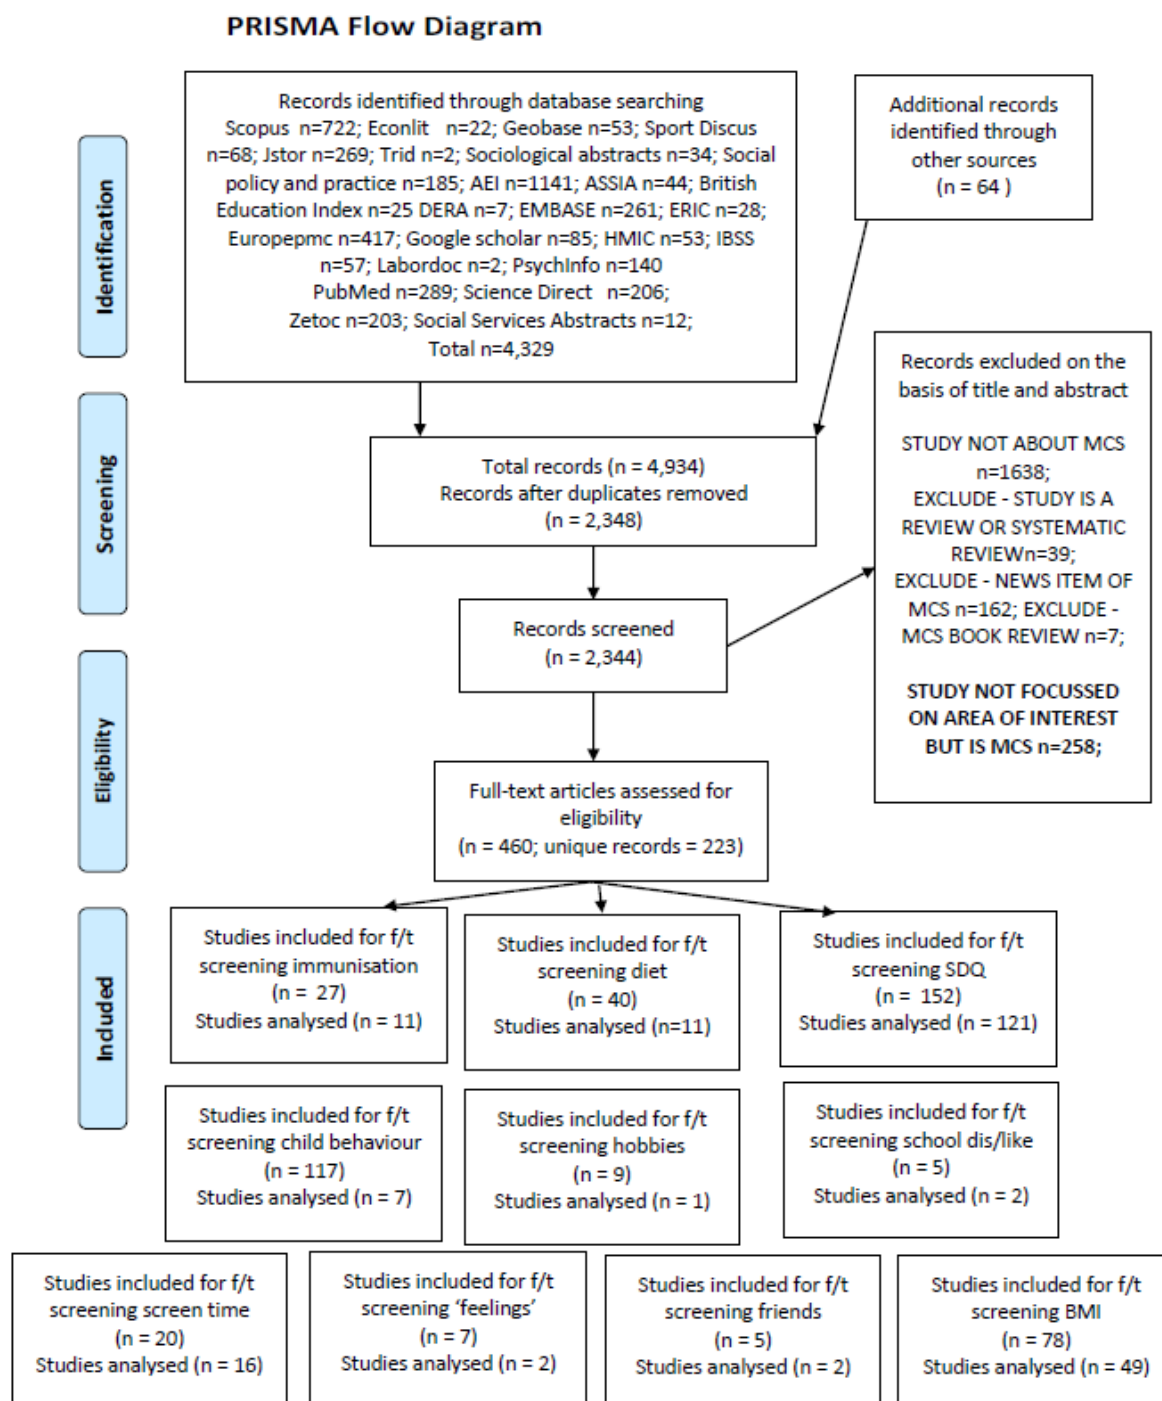 PRISMA Flow Diagram
Records identified through database searching
Scopus n=722; Econlit n=22; Geobase n=53; Sport Discus
n=68; Jstor n=269; Trid n=2; Sociological abstracts n=34; Social
policy and practice n=185; AEI n=1141; ASSIA n=44; British
Education Index n=25 DERA n=7; EMBASE n=261; ERIC n=28;
Europepmc n=417; Google scholar n=85; HMIC n=53; IBSS
n=57; Labordoc n=2; PsychInfo n=140
PubMed n=289; Science Direct n=206;
Zetoc n=203; Social Services Abstracts n=12;
Total n=4,329
Additional records
identified through
other sources
(n = 64 )
Identification
Records excluded on the
basis of title and abstract
STUDY NOT ABOUT MCS
n=1638;
EXCLUDE - STUDY IS A
REVIEW OR SYSTEMATIC
REVIEWn=39;
EXCLUDE - NEWS ITEM OF
MCS n=162; EXCLUDE -
MCS BOOK REVIEW n=7;
STUDY NOT FOCUSSED
ON AREA OF INTEREST
BUT IS MCS n=258;
Screening
Total records (n = 4,934)
Records after duplicates removed
(n = 2,348)
Records screened
(n = 2,344)
Eligibility
Full-text articles assessed for
eligibility
(n = 460; unique records = 223)
Included
Studies included for f/t
screening immunisation
(n = 27)
Studies analysed (n = 11)
Studies included for f/t
screening diet
(n = 40)
Studies analysed (n=11)
Studies included for f/t
screening SDQ
(n = 152)
Studies analysed (n = 121)
Studies included for f/t
screening child behaviour
(n = 117)
Studies analysed (n = 7)
Studies included for f/t
screening hobbies
(n = 9)
Studies analysed (n = 1)
Studies included for f/t
screening school dis/like
(n = 5)
Studies analysed (n = 2)
Studies included for f/t
screening screen time
(n = 20)
Studies analysed (n = 16)
Studies included for f/t
screening ‘feelings’
(n = 7)
Studies analysed (n = 2)
Studies included for f/t
screening friends
(n = 5)
Studies analysed (n = 2)
Studies included for f/t
screening BMI
(n = 78)
Studies analysed (n = 49)